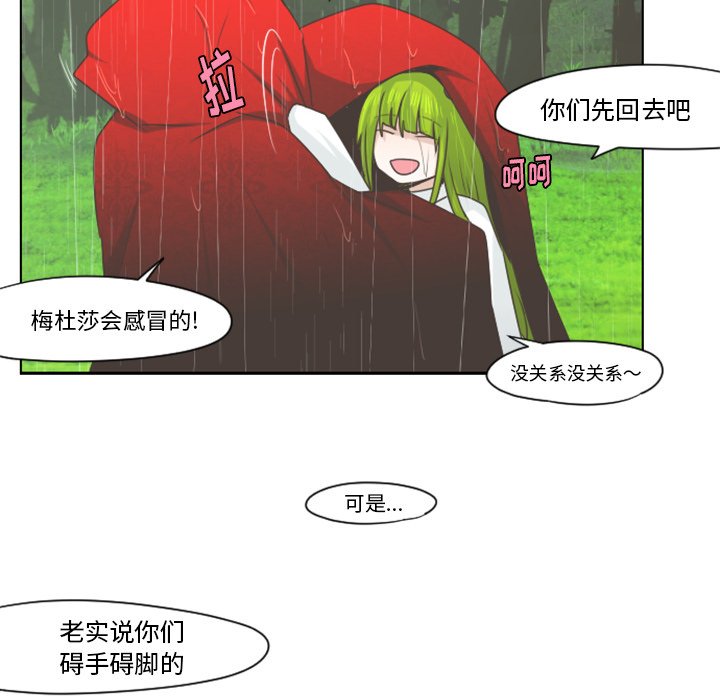 拉
你们先回去吧
呵呵
梅杜莎会感冒的!
没关系没关系～
可是...
老实说你们
碍手碍脚的